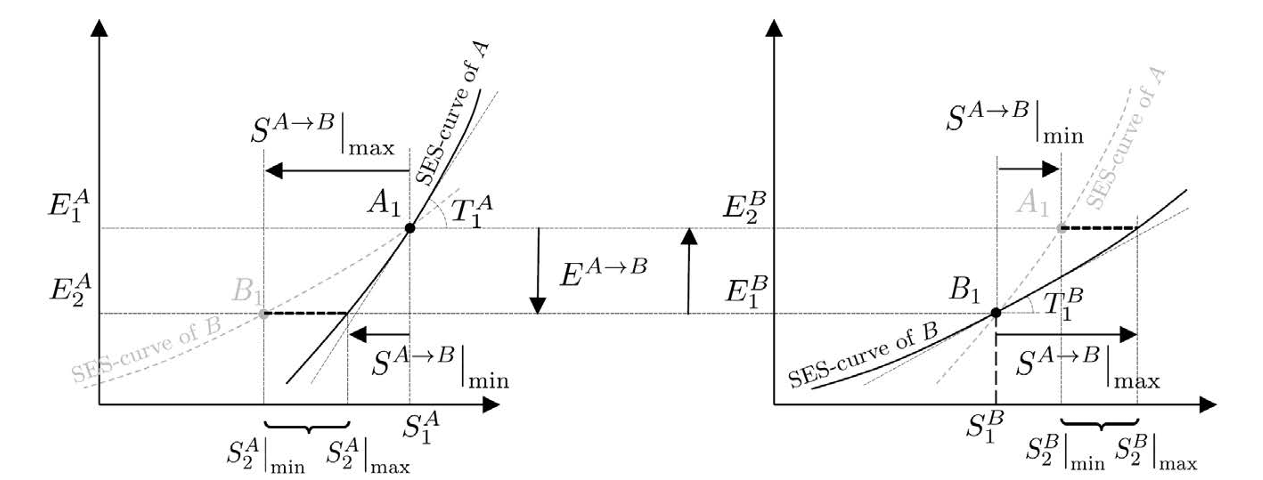 S^{A→B}|_max
SES-curve of A
E_1^A
A_1
T_1^A
E_2^A
B_1
SES-curve of B
S^{A→B}|_min
S_1^A
S_2^A|_min
S_2^A|_max
E^{A→B}
S^{A→B}|_min
SES-curve of A
E_2^B
A_1
E_1^B
B_1
T_1^B
SES-curve of B
S^{A→B}|_max
S_1^B
S_2^B|_min
S_2^B|_max